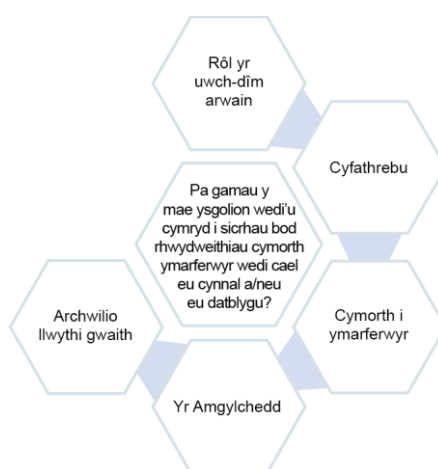 Rôl yr
uwch-dîm
arwain
Cyfathrebu
Pa gamau y
mae ysgolion wedi'u
cymryd i sicrhau bod
rhwydweithiau cymorth
ymarferwyr wedi cael
eu cynnal a/neu
eu datblygu?
Cymorth i
ymarferwyr
Yr Amgylchedd
Archwilio
llwythi gwaith